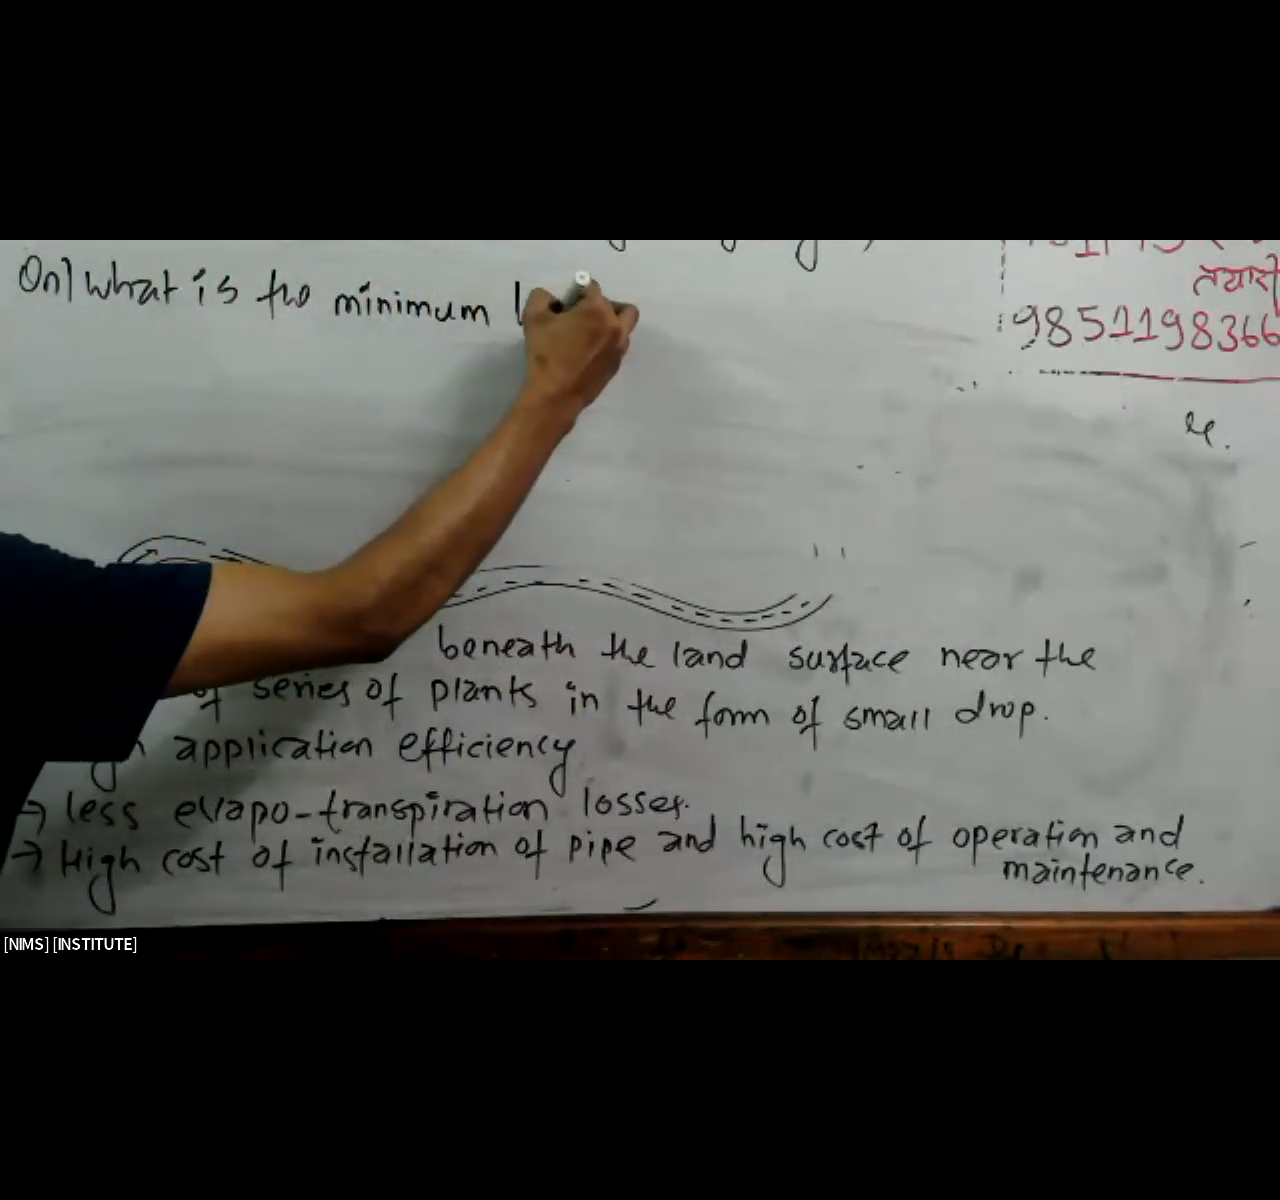 Qn) what is the minimum
तयारी
9851198366
beneath the land surface near the
of series of plants in the form of small drop.
application efficiency
→ less evapo-transpiration losses.
→ High cost of installation of pipe and high cost of operation and
maintenance.
[NIMS] [INSTITUTE]